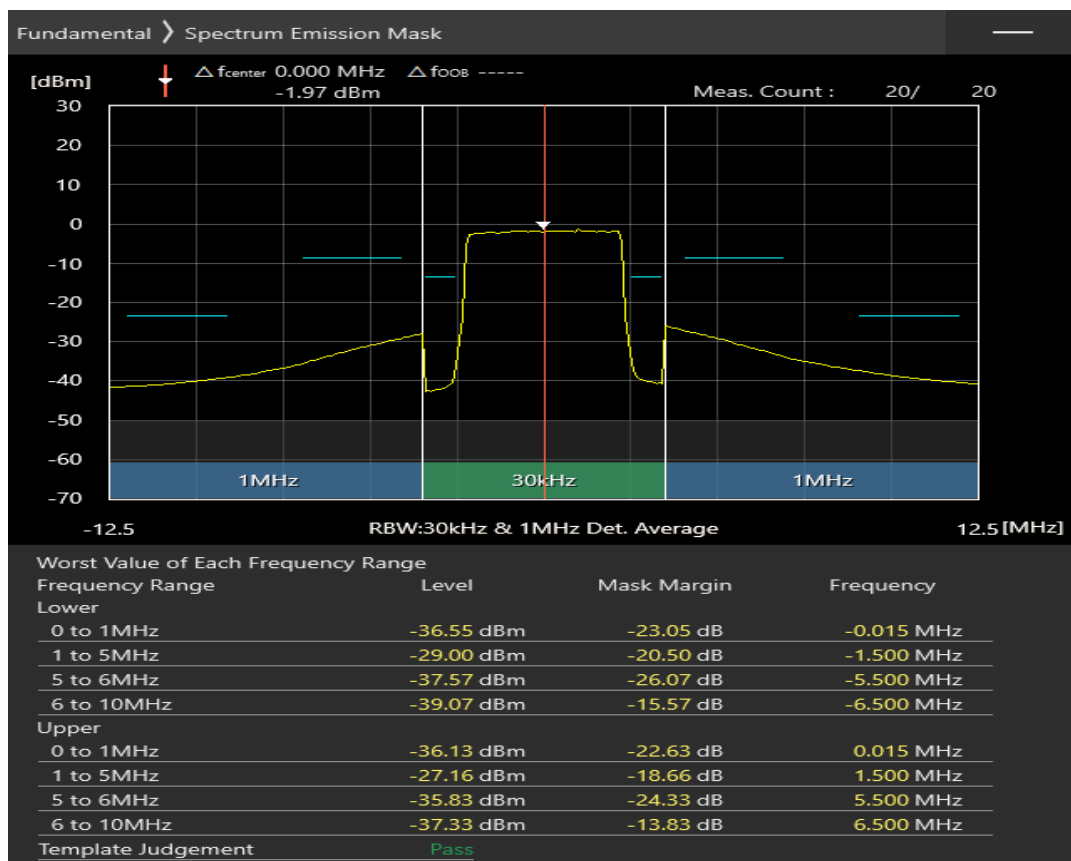 Fundamental ❯ Spectrum Emission Mask
△ fcenter 0.000 MHz △ fOOB -----
[dBm] -1.97 dBm Meas. Count : 20/ 20
30
20
10
0
-10
-20
-30
-40
-50
-60
1MHz 30kHz 1MHz
-70
-12.5 RBW:30kHz & 1MHz Det. Average 12.5 [MHz]
Worst Value of Each Frequency Range
Frequency Range Level Mask Margin Frequency
Lower
0 to 1MHz -36.55 dBm -23.05 dB -0.015 MHz
1 to 5MHz -29.00 dBm -20.50 dB -1.500 MHz
5 to 6MHz -37.57 dBm -26.07 dB -5.500 MHz
6 to 10MHz -39.07 dBm -15.57 dB -6.500 MHz
Upper
0 to 1MHz -36.13 dBm -22.63 dB 0.015 MHz
1 to 5MHz -27.16 dBm -18.66 dB 1.500 MHz
5 to 6MHz -35.83 dBm -24.33 dB 5.500 MHz
6 to 10MHz -37.33 dBm -13.83 dB 6.500 MHz
Template Judgement Pass